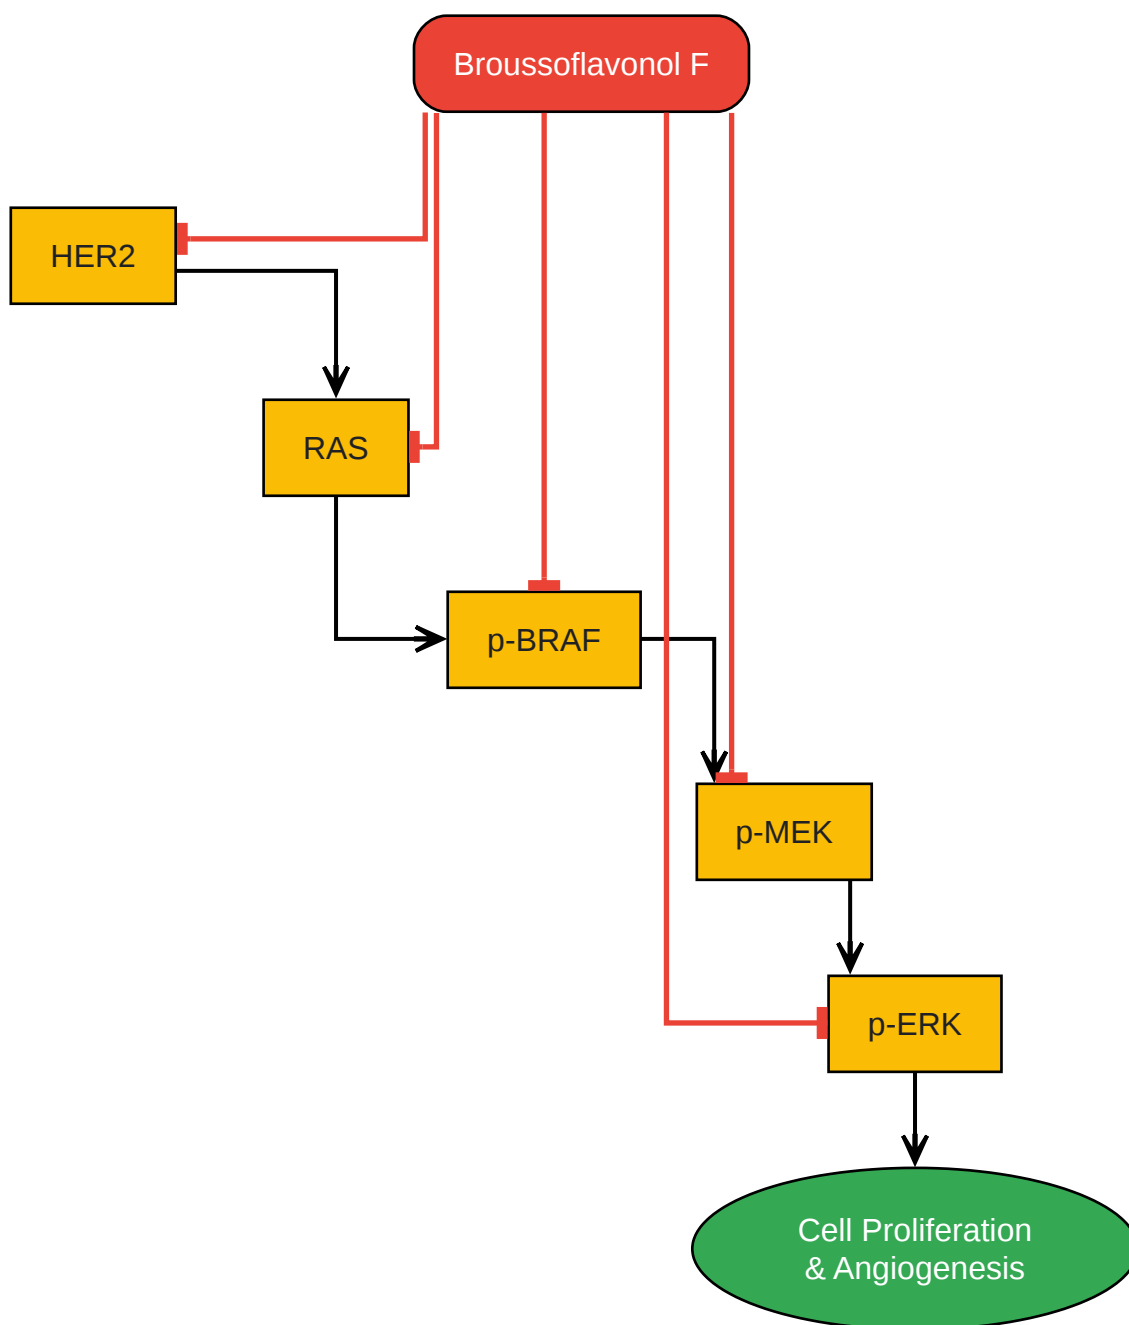 Broussoflavonol F
HER2
RAS
p-BRAF
p-MEK
p-ERK
Cell Proliferation
& Angiogenesis